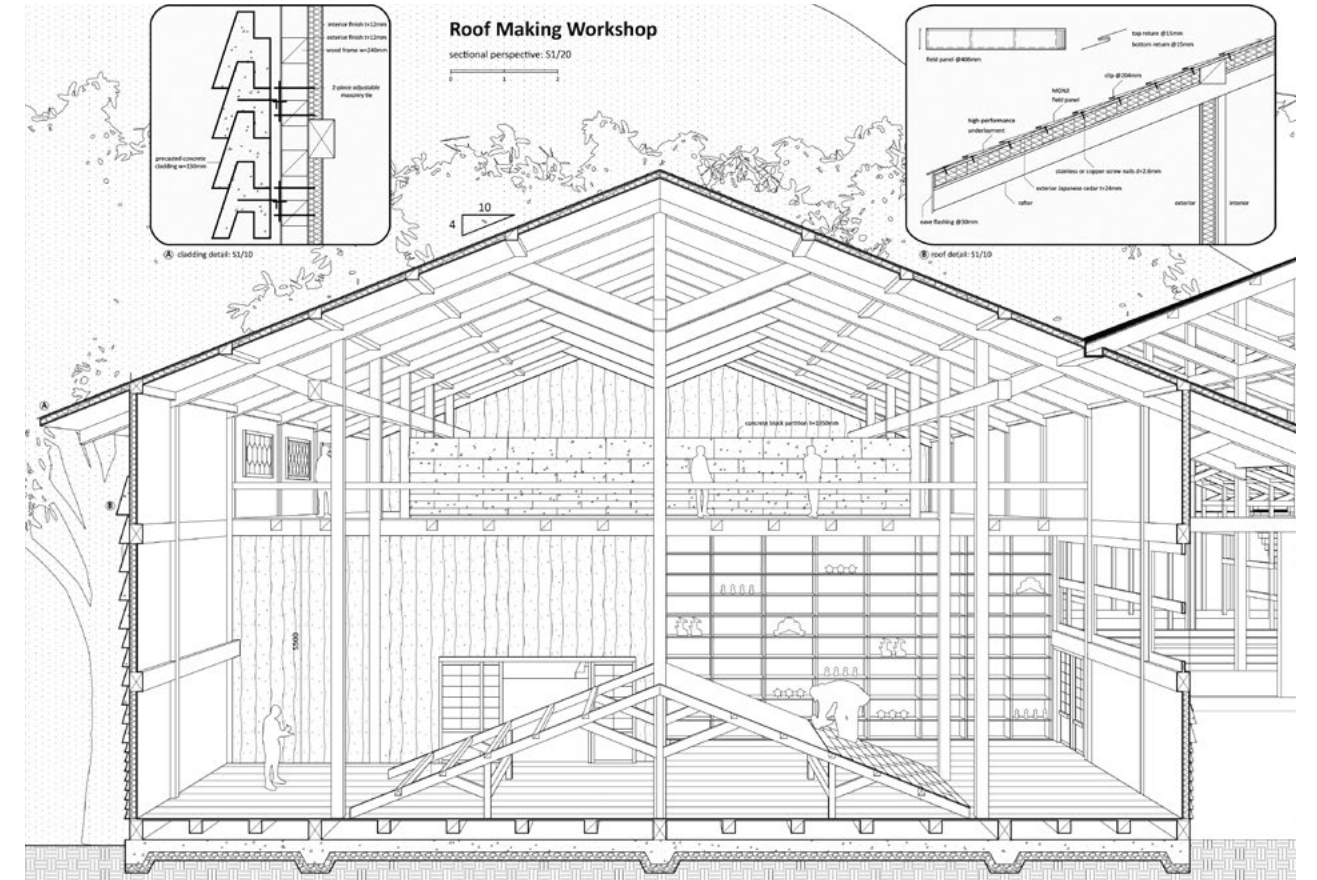 Roof Making Workshop
sectional perspective: S1/20
0 1 2
interior finish t=12mm
exterior finish t=12mm
wood frame w=240mm
2-piece adjustable
masonry tie
precasted-concrete
cladding w=150mm
A cladding detail: S1/10
field panel @408mm
top return @15mm
bottom return @15mm
clip @204mm
MONJI
field panel
high-performance
underlayment
stainless or copper screw nails d=2.8mm
exterior Japanese cedar t=24mm
rafter
eave flashing @30mm
exterior
interior
B roof detail: S1/10
10
4
A
B
concrete block partition t=1350mm
5500